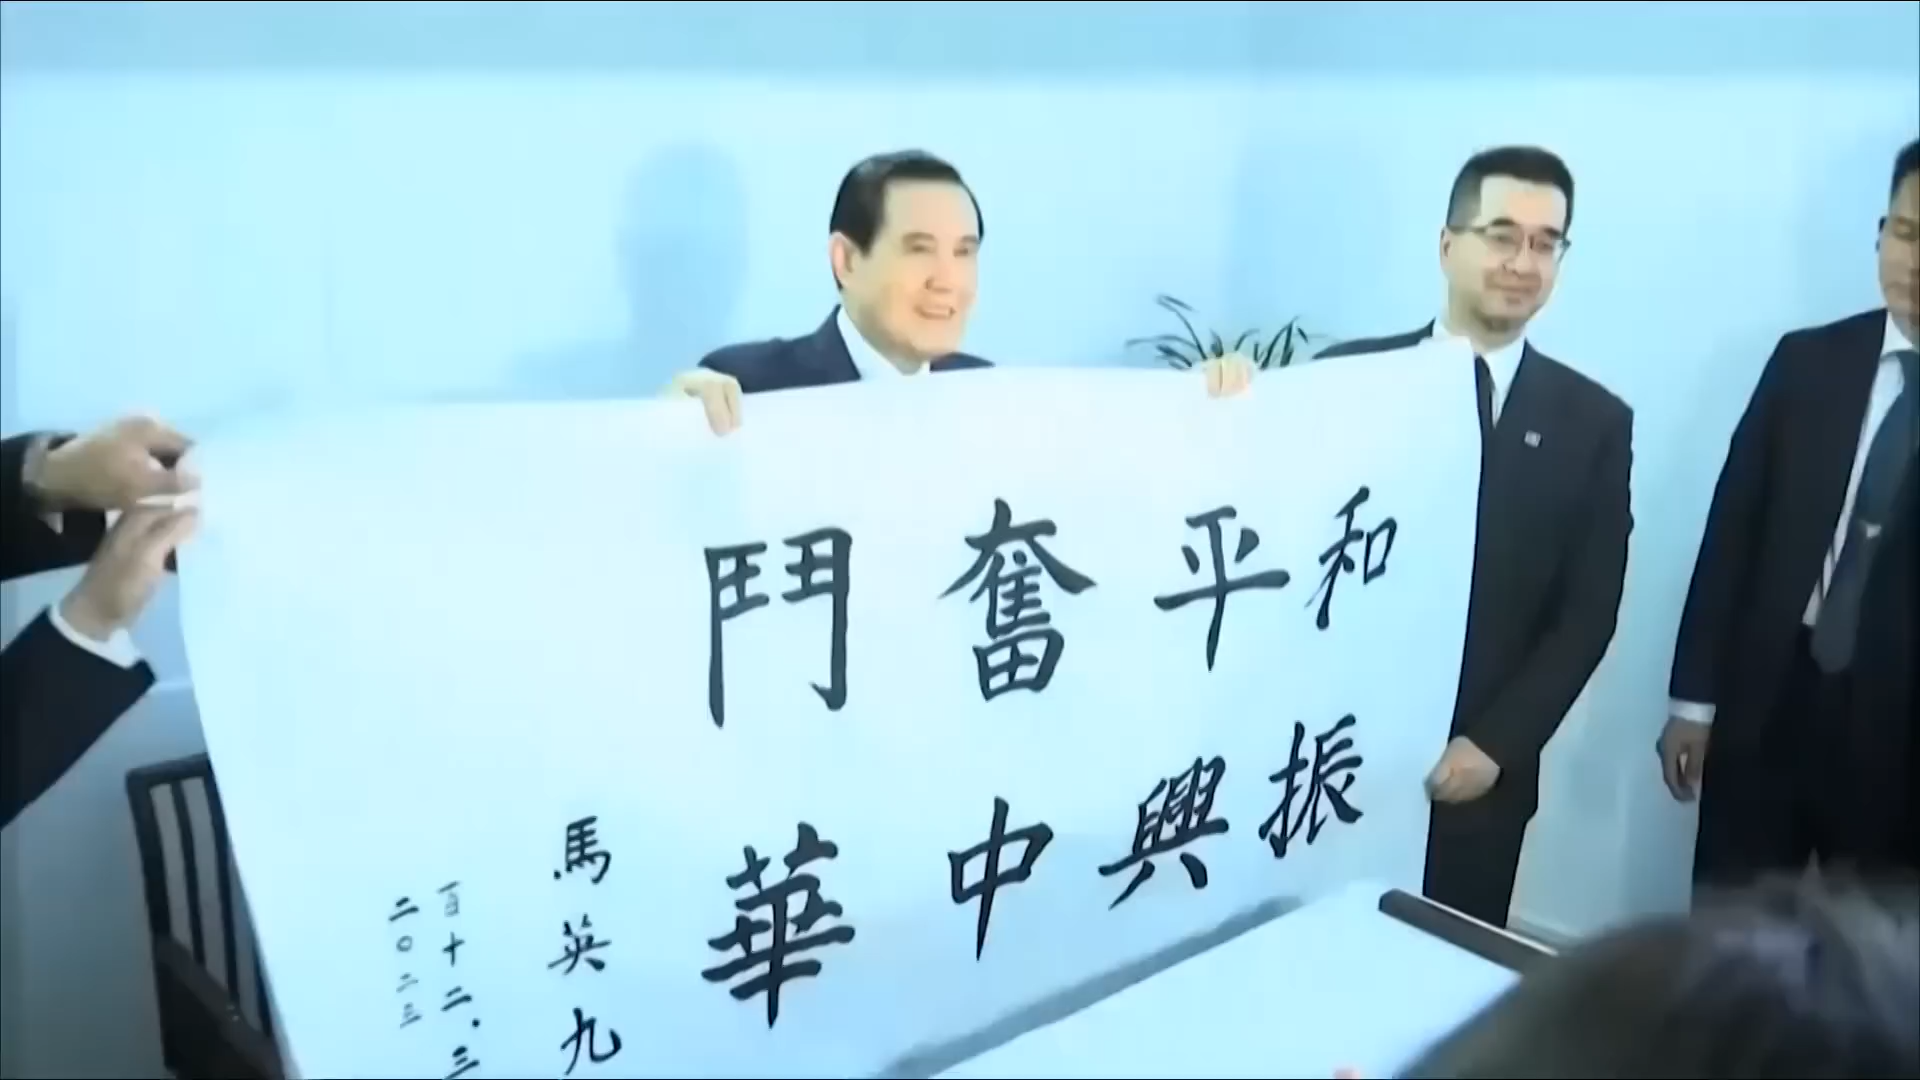 和平奮鬥
振興中華
馬英九
百十二.三
二〇二三